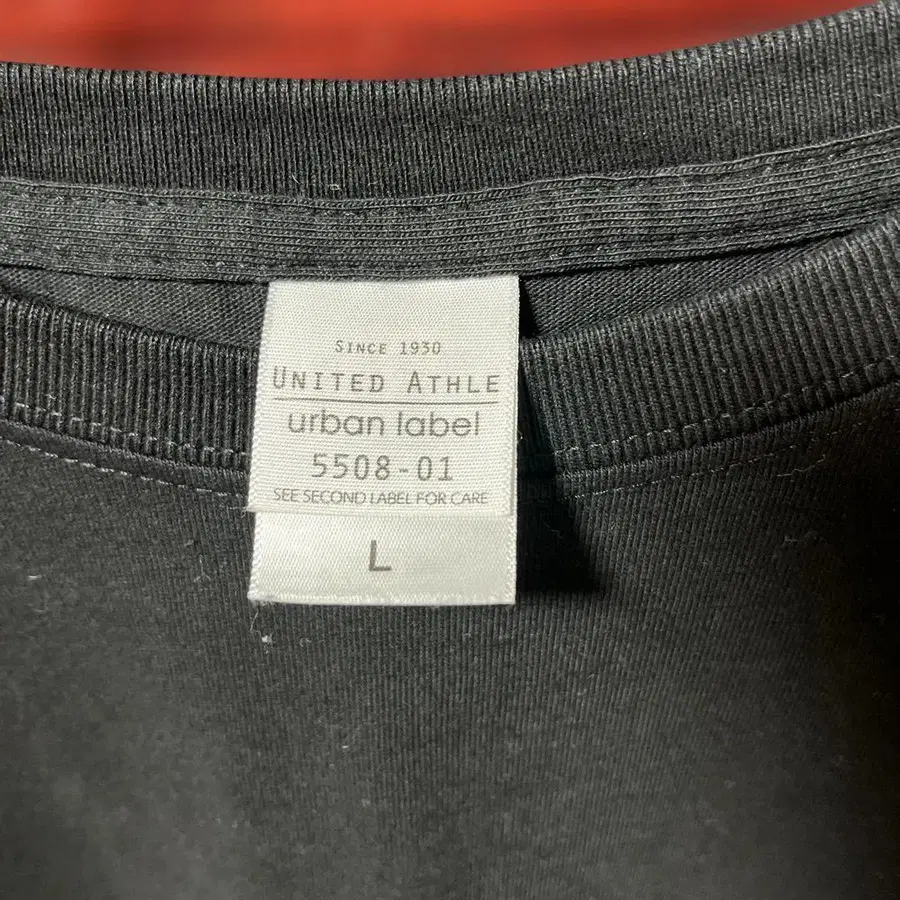 SINCE 1930
UNITED ATHLE
urban label
5508-01
SEE SECOND LABEL FOR CARE
L